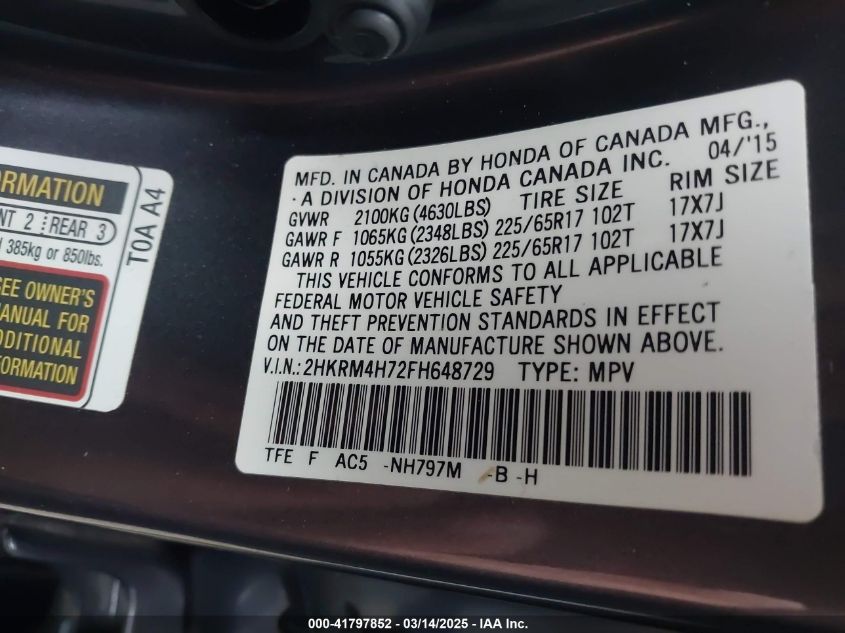 ORMATION
NT 2 REAR 3
385kg or 850lbs.
SEE OWNER'S
MANUAL FOR
ADDITIONAL
FORMATION
T0A A4
MFD. IN CANADA BY HONDA OF CANADA MFG.,
· A DIVISION OF HONDA CANADA INC. 04/'15
GVWR 2100KG (4630LBS) TIRE SIZE RIM SIZE
GAWR F 1065KG (2348LBS) 225/65R17 102T 17X7J
GAWR R 1055KG (2326LBS) 225/65R17 102T 17X7J
THIS VEHICLE CONFORMS TO ALL APPLICABLE
FEDERAL MOTOR VEHICLE SAFETY
AND THEFT PREVENTION STANDARDS IN EFFECT
ON THE DATE OF MANUFACTURE SHOWN ABOVE.
V.I.N.: 2HKRM4H72FH648729 TYPE: MPV
TFE F AC5 -NH797M -B -H
000-41797852 - 03/14/2025 - IAA Inc.